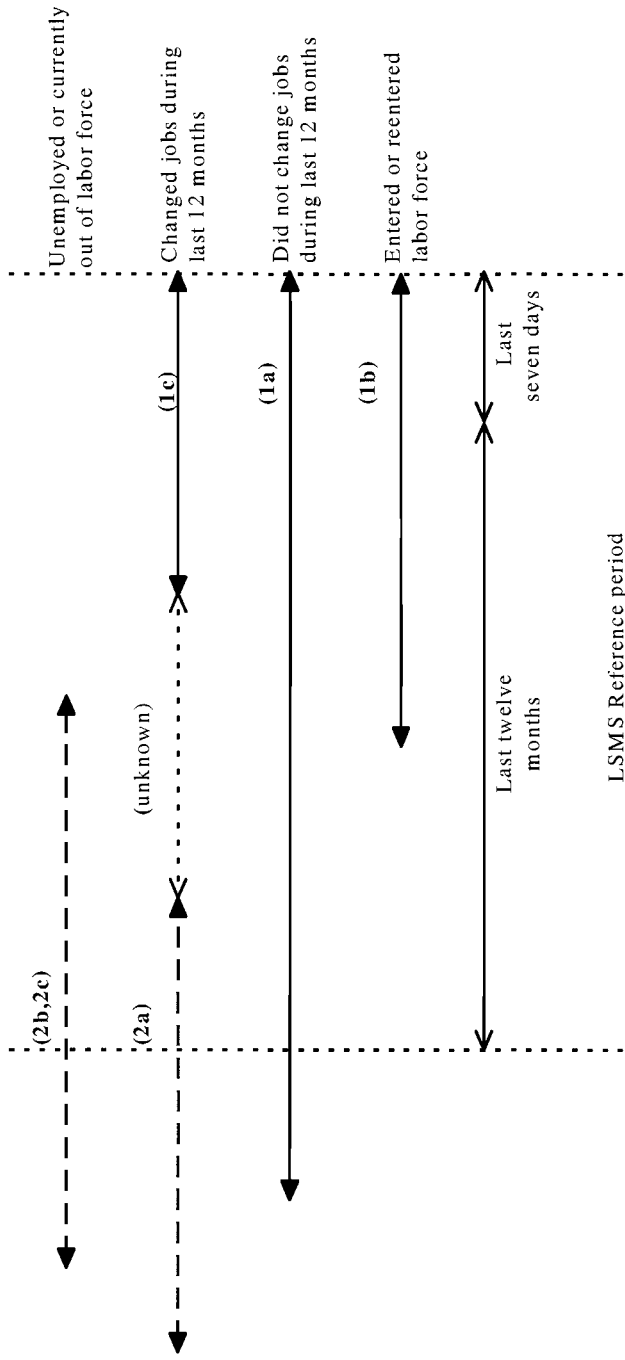 (2b,2c)
Unemployed or currently
out of labor force
(2a)
(unknown)
(1c)
Changed jobs during
last 12 months
(1a)
Did not change jobs
during last 12 months
(1b)
Entered or reentered
labor force
Last twelve
months
Last
seven days
LSMS Reference period